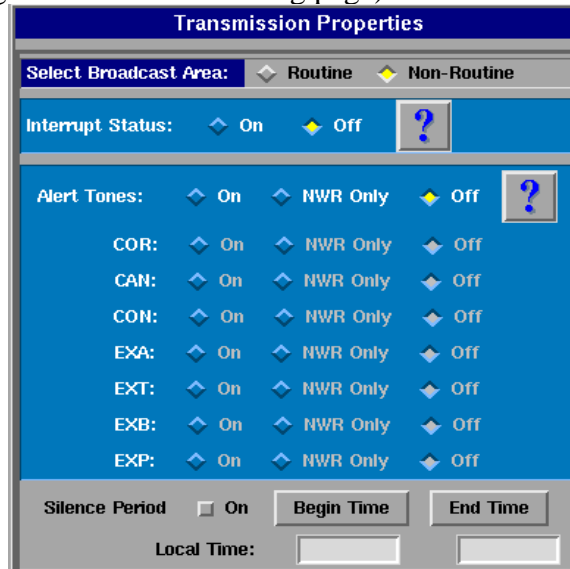 Transmission Properties
Select Broadcast Area: Routine Non-Routine
Interrupt Status: On Off ?
Alert Tones: On NWR Only Off ?
COR: On NWR Only Off
CAN: On NWR Only Off
CON: On NWR Only Off
EXA: On NWR Only Off
EXT: On NWR Only Off
EXB: On NWR Only Off
EXP: On NWR Only Off
Silence Period On Begin Time End Time
Local Time: